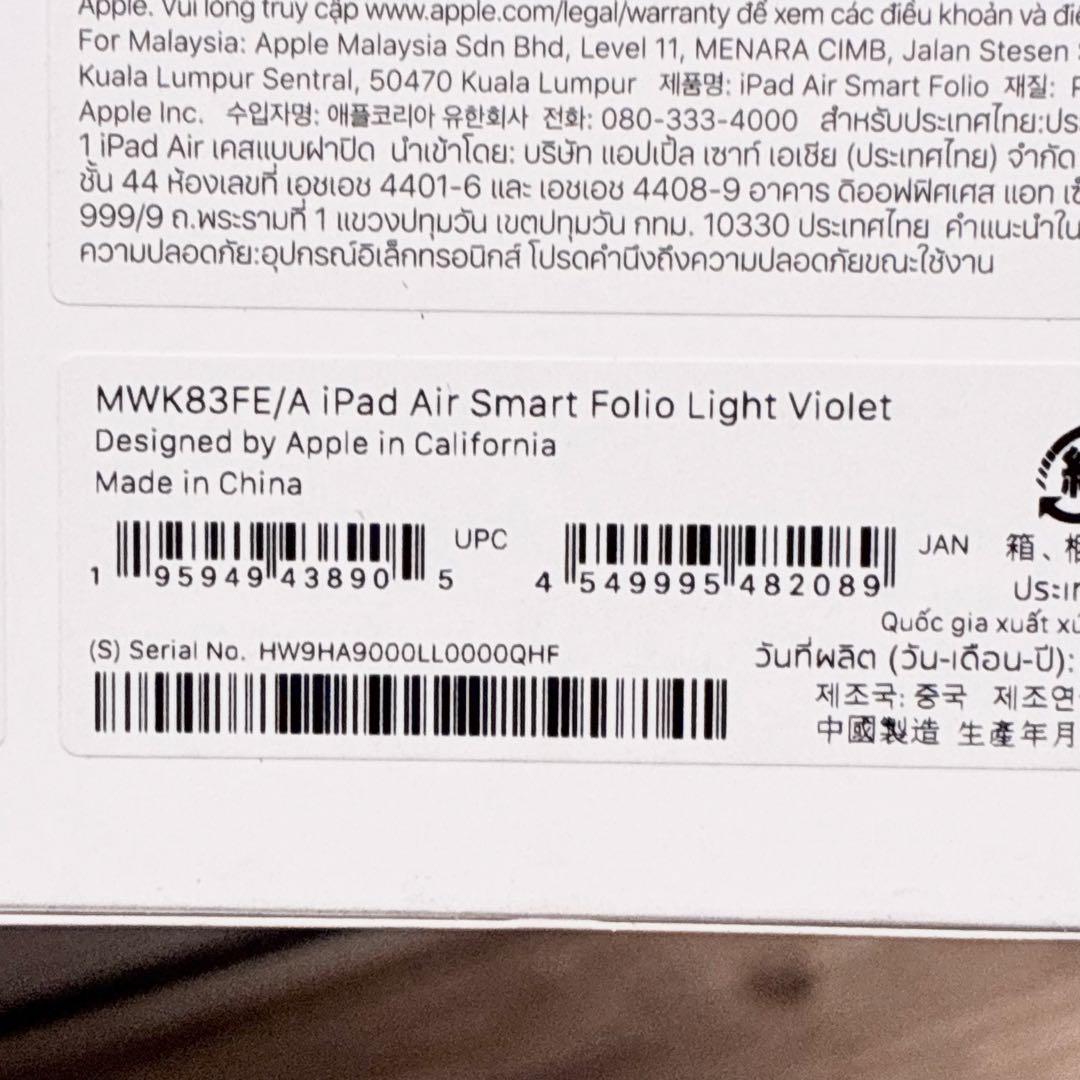 Apple. Vui lòng truy cập www.apple.com/legal/warranty để xem các điều khoản và
For Malaysia: Apple Malaysia Sdn Bhd, Level 11, MENARA CIMB, Jalan Stesen
Kuala Lumpur Sentral, 50470 Kuala Lumpur 제품명: iPad Air Smart Folio 재질:
Apple Inc. 수입자명: 애플코리아 유한회사 전화: 080-333-4000 สำหรับประเทศไทย:
1 iPad Air เคสแบบฝาปิด นำเข้าโดย: บริษัท แอปเปิ้ล เซาท์ เอเชีย (ประเทศไทย) จำกัด
ชั้น 44 ห้องเลขที่ เอชเอช 4401-6 และ เอชเอช 4408-9 อาคาร ดิออฟฟิศเศส แอท
999/9 ถ.พระรามที่ 1 แขวงปทุมวัน เขตปทุมวัน กทม. 10330 ประเทศไทย คำแนะนำใน
ความปลอดภัย:อุปกรณ์อิเล็กทรอนิกส์ โปรดคำนึงถึงความปลอดภัยขณะใช้งาน
MWK83FE/A iPad Air Smart Folio Light Violet
Designed by Apple in California
Made in China
1 95949 43890 5 UPC 4 549995 482089 JAN 箱、
Quốc gia xuất xứ
(S) Serial No. HW9HA9000LL0000QHF วันที่ผลิต (วัน-เดือน-ปี):
제조국: 중국 제조연
中國製造 生產年月